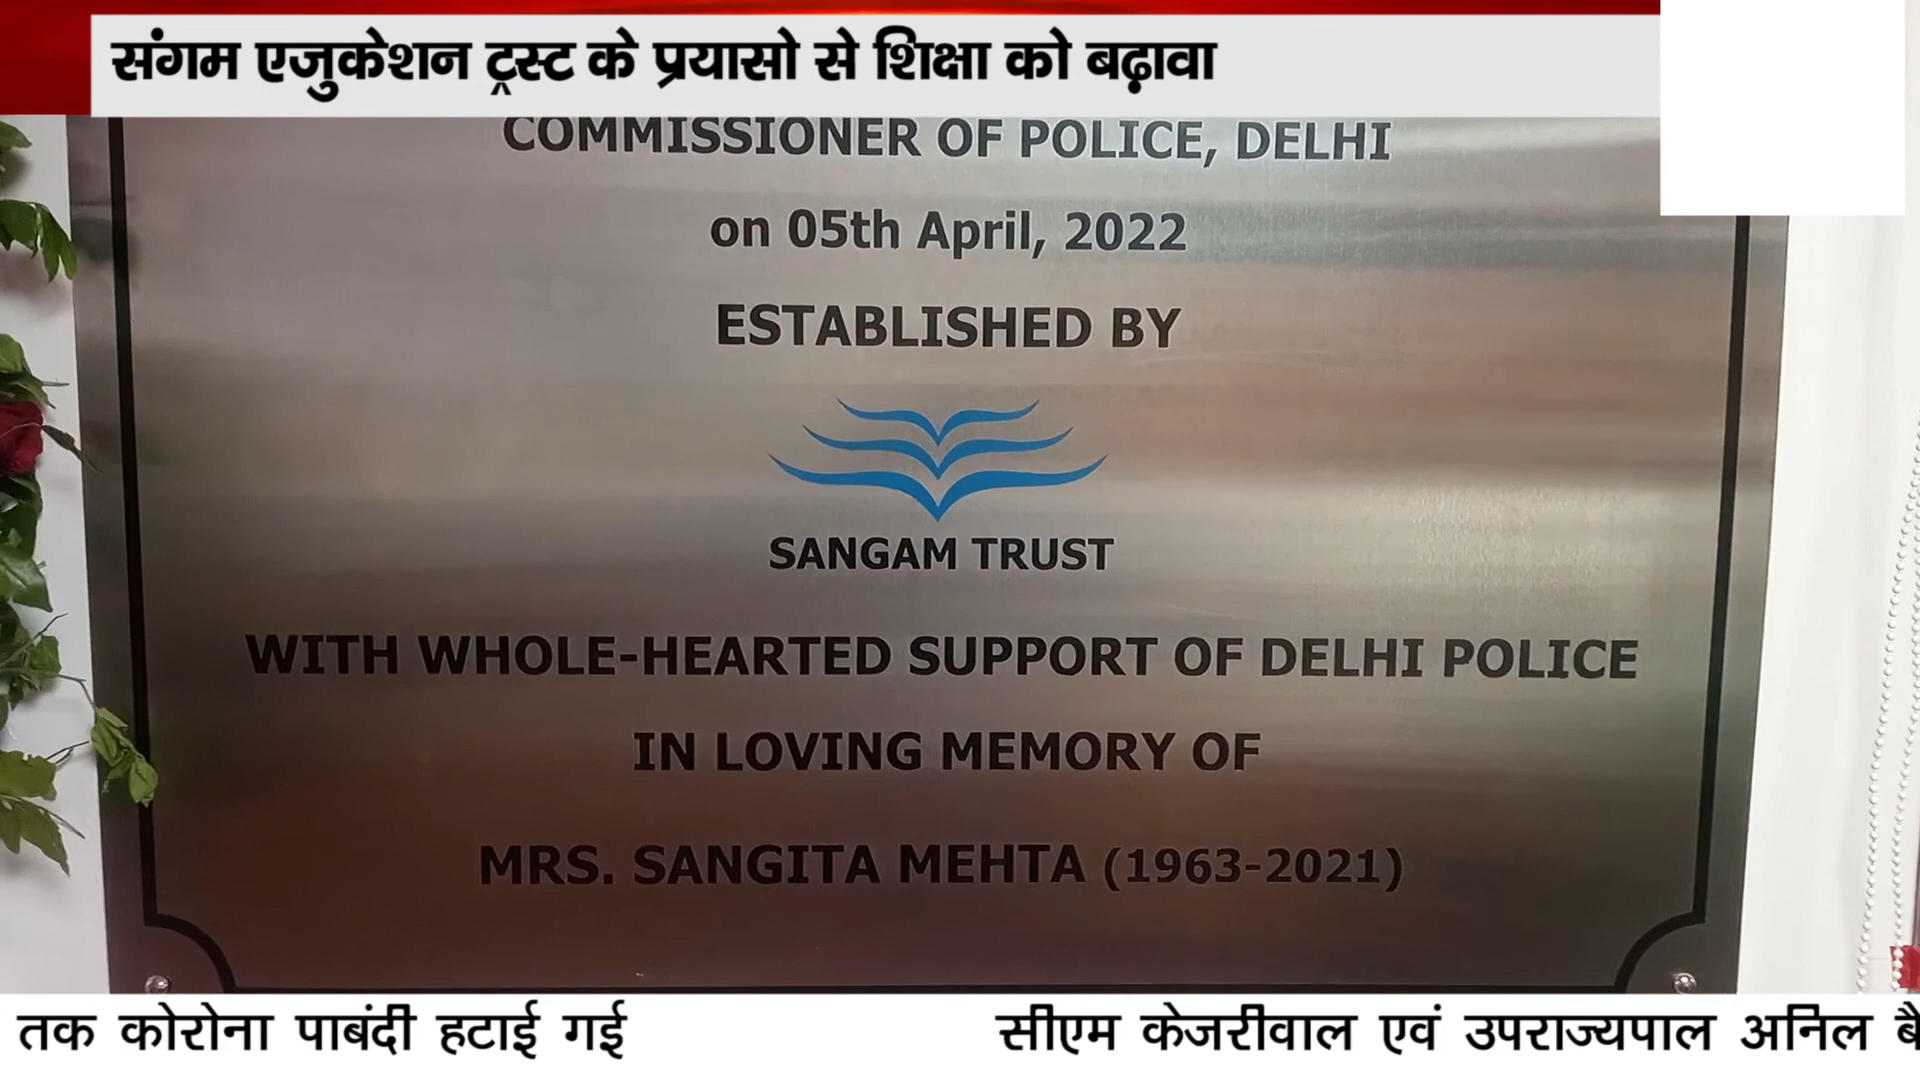 संगम एजुकेशन ट्रस्ट के प्रयासो से शिक्षा को बढ़ावा
COMMISSIONER OF POLICE, DELHI
on 05th April, 2022
ESTABLISHED BY
SANGAM TRUST
WITH WHOLE-HEARTED SUPPORT OF DELHI POLICE
IN LOVING MEMORY OF
MRS. SANGITA MEHTA (1963-2021)
तक कोरोना पाबंदी हटाई गई सीएम केजरीवाल एवं उपराज्यपाल अनिल